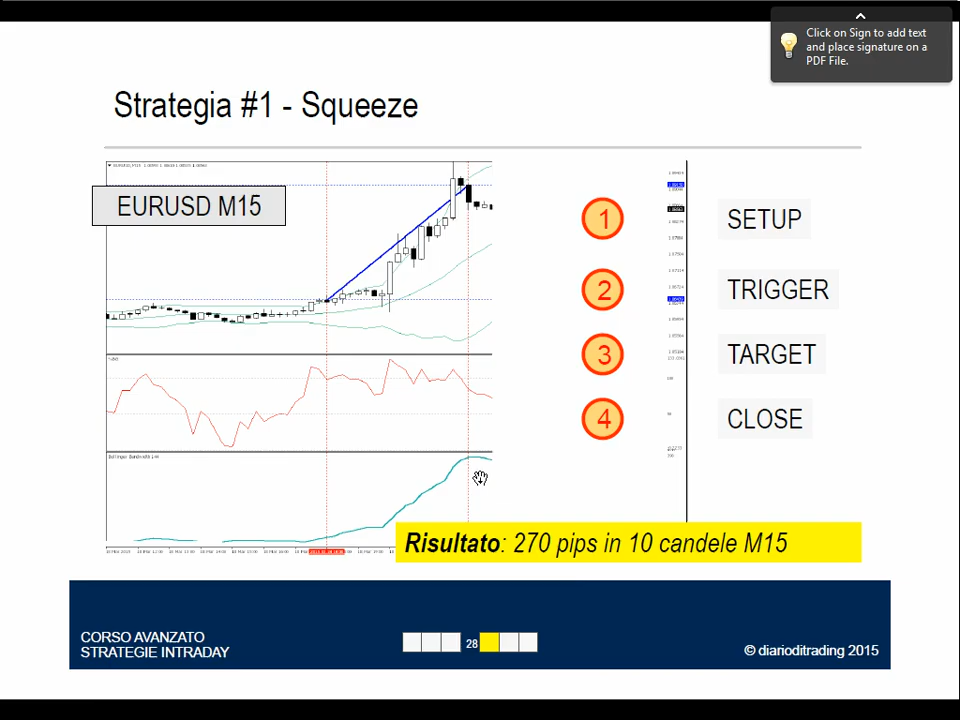 Click on Sign to add text
and place signature on a
PDF File.
Strategia #1 - Squeeze
EURUSD M15
1
SETUP
2
TRIGGER
3
TARGET
4
CLOSE
Risultato: 270 pips in 10 candele M15
CORSO AVANZATO
STRATEGIE INTRADAY
28
© diarioditrading 2015